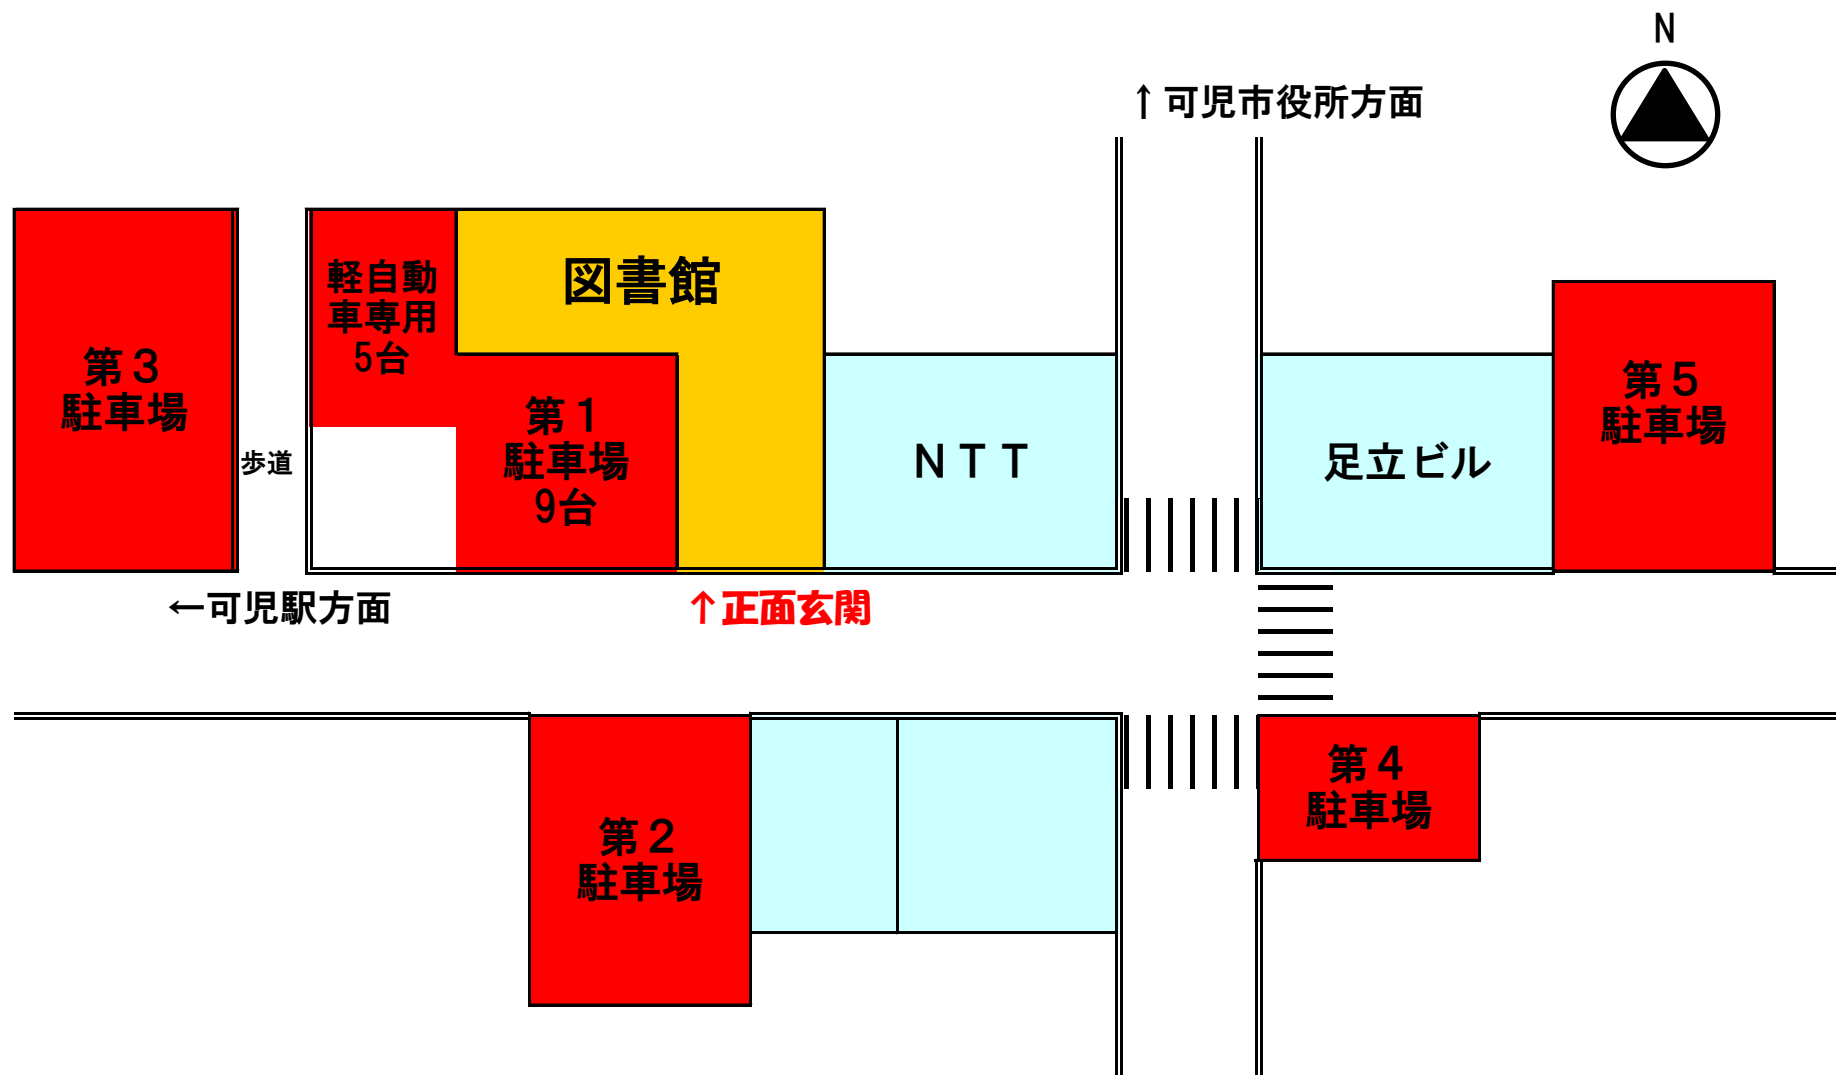 N
↑可児市役所方面
軽自動
車専用
5台
図書館
第３
駐車場
第１
駐車場
9台
歩道
ＮＴＴ
足立ビル
第５
駐車場
←可児駅方面
↑正面玄関
第２
駐車場
第４
駐車場